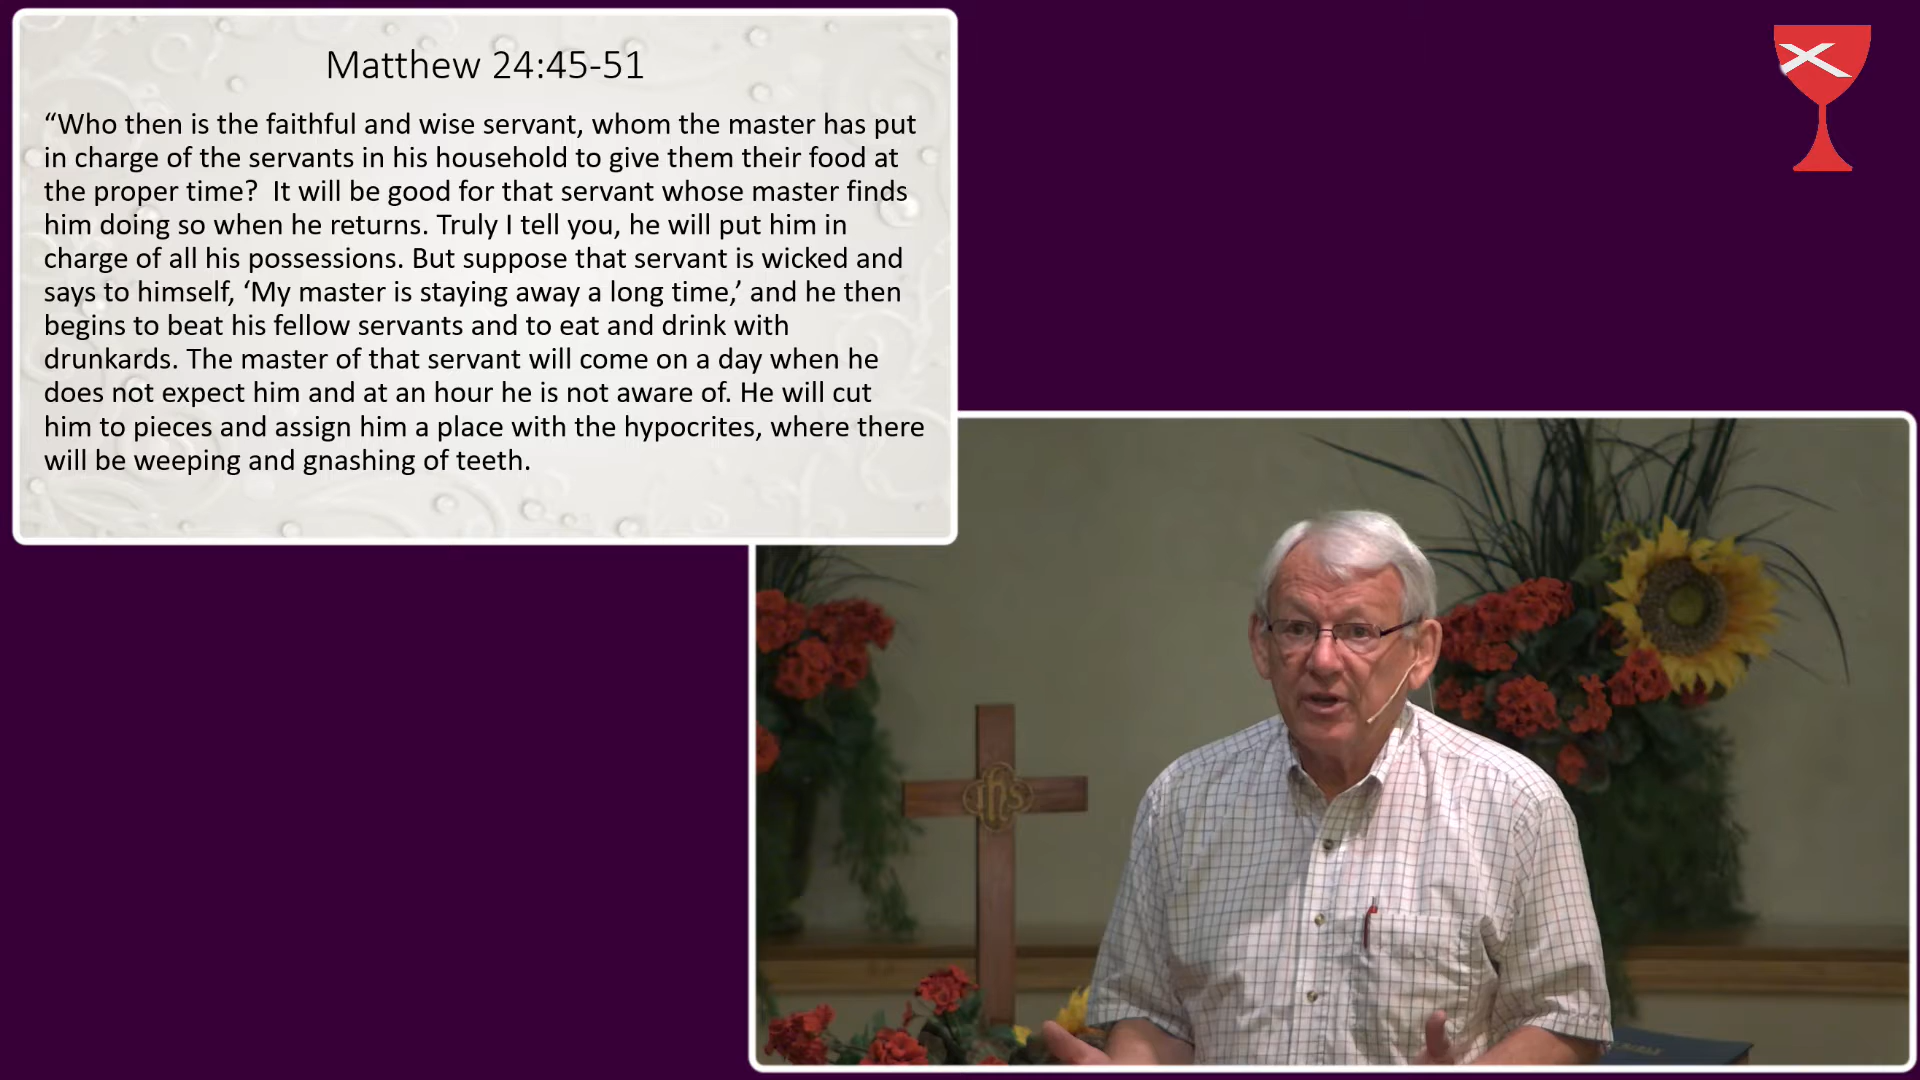 Matthew 24:45-51
“Who then is the faithful and wise servant, whom the master has put
in charge of the servants in his household to give them their food at
the proper time?  It will be good for that servant whose master finds
him doing so when he returns. Truly I tell you, he will put him in
charge of all his possessions. But suppose that servant is wicked and
says to himself, ‘My master is staying away a long time,’ and he then
begins to beat his fellow servants and to eat and drink with
drunkards. The master of that servant will come on a day when he
does not expect him and at an hour he is not aware of. He will cut
him to pieces and assign him a place with the hypocrites, where there
will be weeping and gnashing of teeth.
ihs
BIBLE